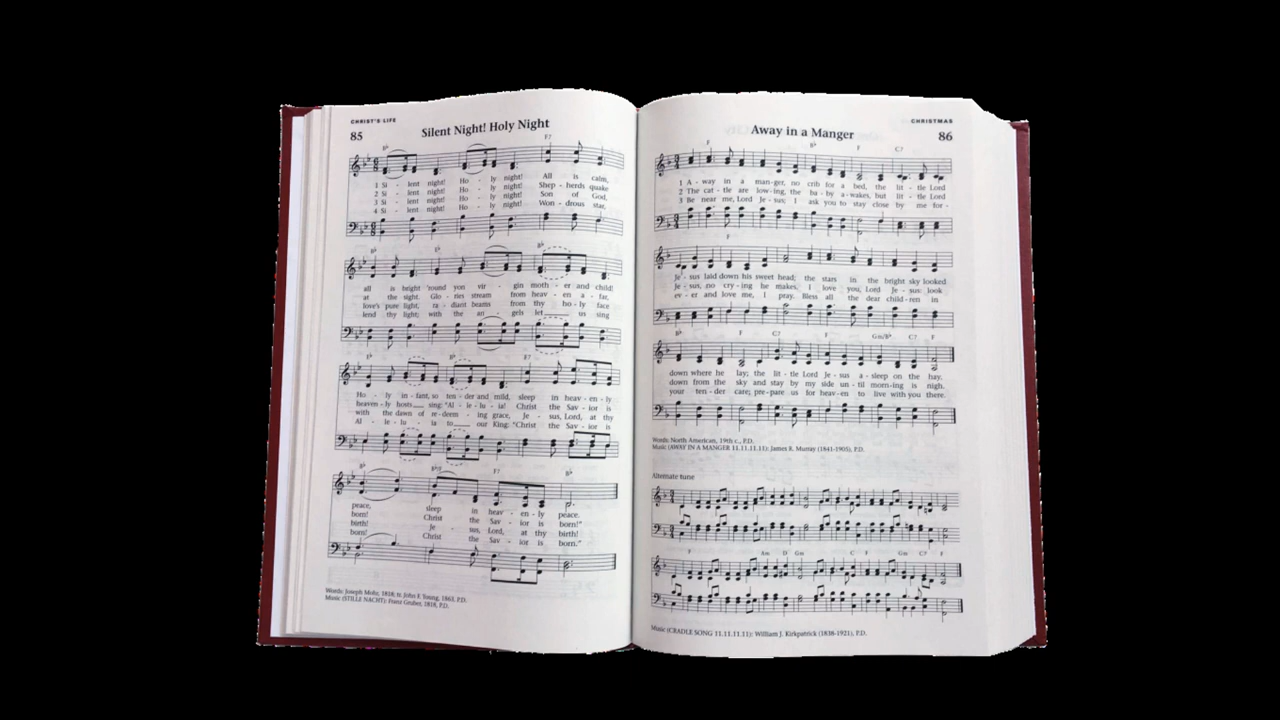 CHRIST'S LIFE
85
Silent Night! Holy Night
B♭ F7
1 Si - lent night! Ho - ly night! All is calm,
2 Si - lent night! Ho - ly night! Shep - herds quake
3 Si - lent night! Ho - ly night! Son of God,
4 Si - lent night! Ho - ly night! Won - drous star,
B♭ E♭ B♭
all is bright 'round yon vir - gin moth - er and child!
at the sight. Glo - ries stream from heav - en a - far,
love's pure light, ra - diant beams from thy ho - ly face
lend thy light; with the an - gels let us sing
E♭ B♭ F7
Ho - ly in - fant, so ten - der and mild, sleep in heav - en - ly
heaven- ly hosts sing: "Al - le - lu - ia! Christ the Sav - ior is
with the dawn of re - deem - ing grace, Je - sus, Lord, at thy
Al - le - lu - ia to our King: "Christ the Sav - ior is
B♭ B♭/F F7 B♭
peace, sleep in heav - en - ly peace.
born! Christ the Sav - ior is born!"
birth! Je - sus, Lord, at thy birth!
born! Christ the Sav - ior is born."
Words: Joseph Mohr, 1818; tr. John F. Young, 1863, P.D.
Music (STILLE NACHT): Franz Gruber, 1818, P.D.
CHRISTMAS
86
Away in a Manger
F B♭ F C7
1 A - way in a man-ger, no crib for a bed, the lit - tle Lord
2 The cat - tle are low-ing, the ba - by a-wakes, but lit - tle Lord
3 Be near me, Lord Je - sus; I ask you to stay close by me for -
F
Je - sus laid down his sweet head; the stars in the bright sky looked
Je - sus, no cry - ing he makes. I love you, Lord Je - sus: look
ev - er and love me, I pray. Bless all the dear child - ren in
B♭ F C7 F Gm/B♭ C7 F
down where he lay; the lit - tle Lord Je - sus a - sleep on the hay.
down from the sky and stay by my side un - til morn-ing is nigh.
your ten - der care; pre-pare us for heav-en to live with you there.
Words: North American, 19th c., P.D.
Music (AWAY IN A MANGER 11.11.11.11): James R. Murray (1841-1905), P.D.
Alternate tune
F Am D Gm C F Gm C7 F
Music (CRADLE SONG 11.11.11.11): William J. Kirkpatrick (1838-1921), P.D.